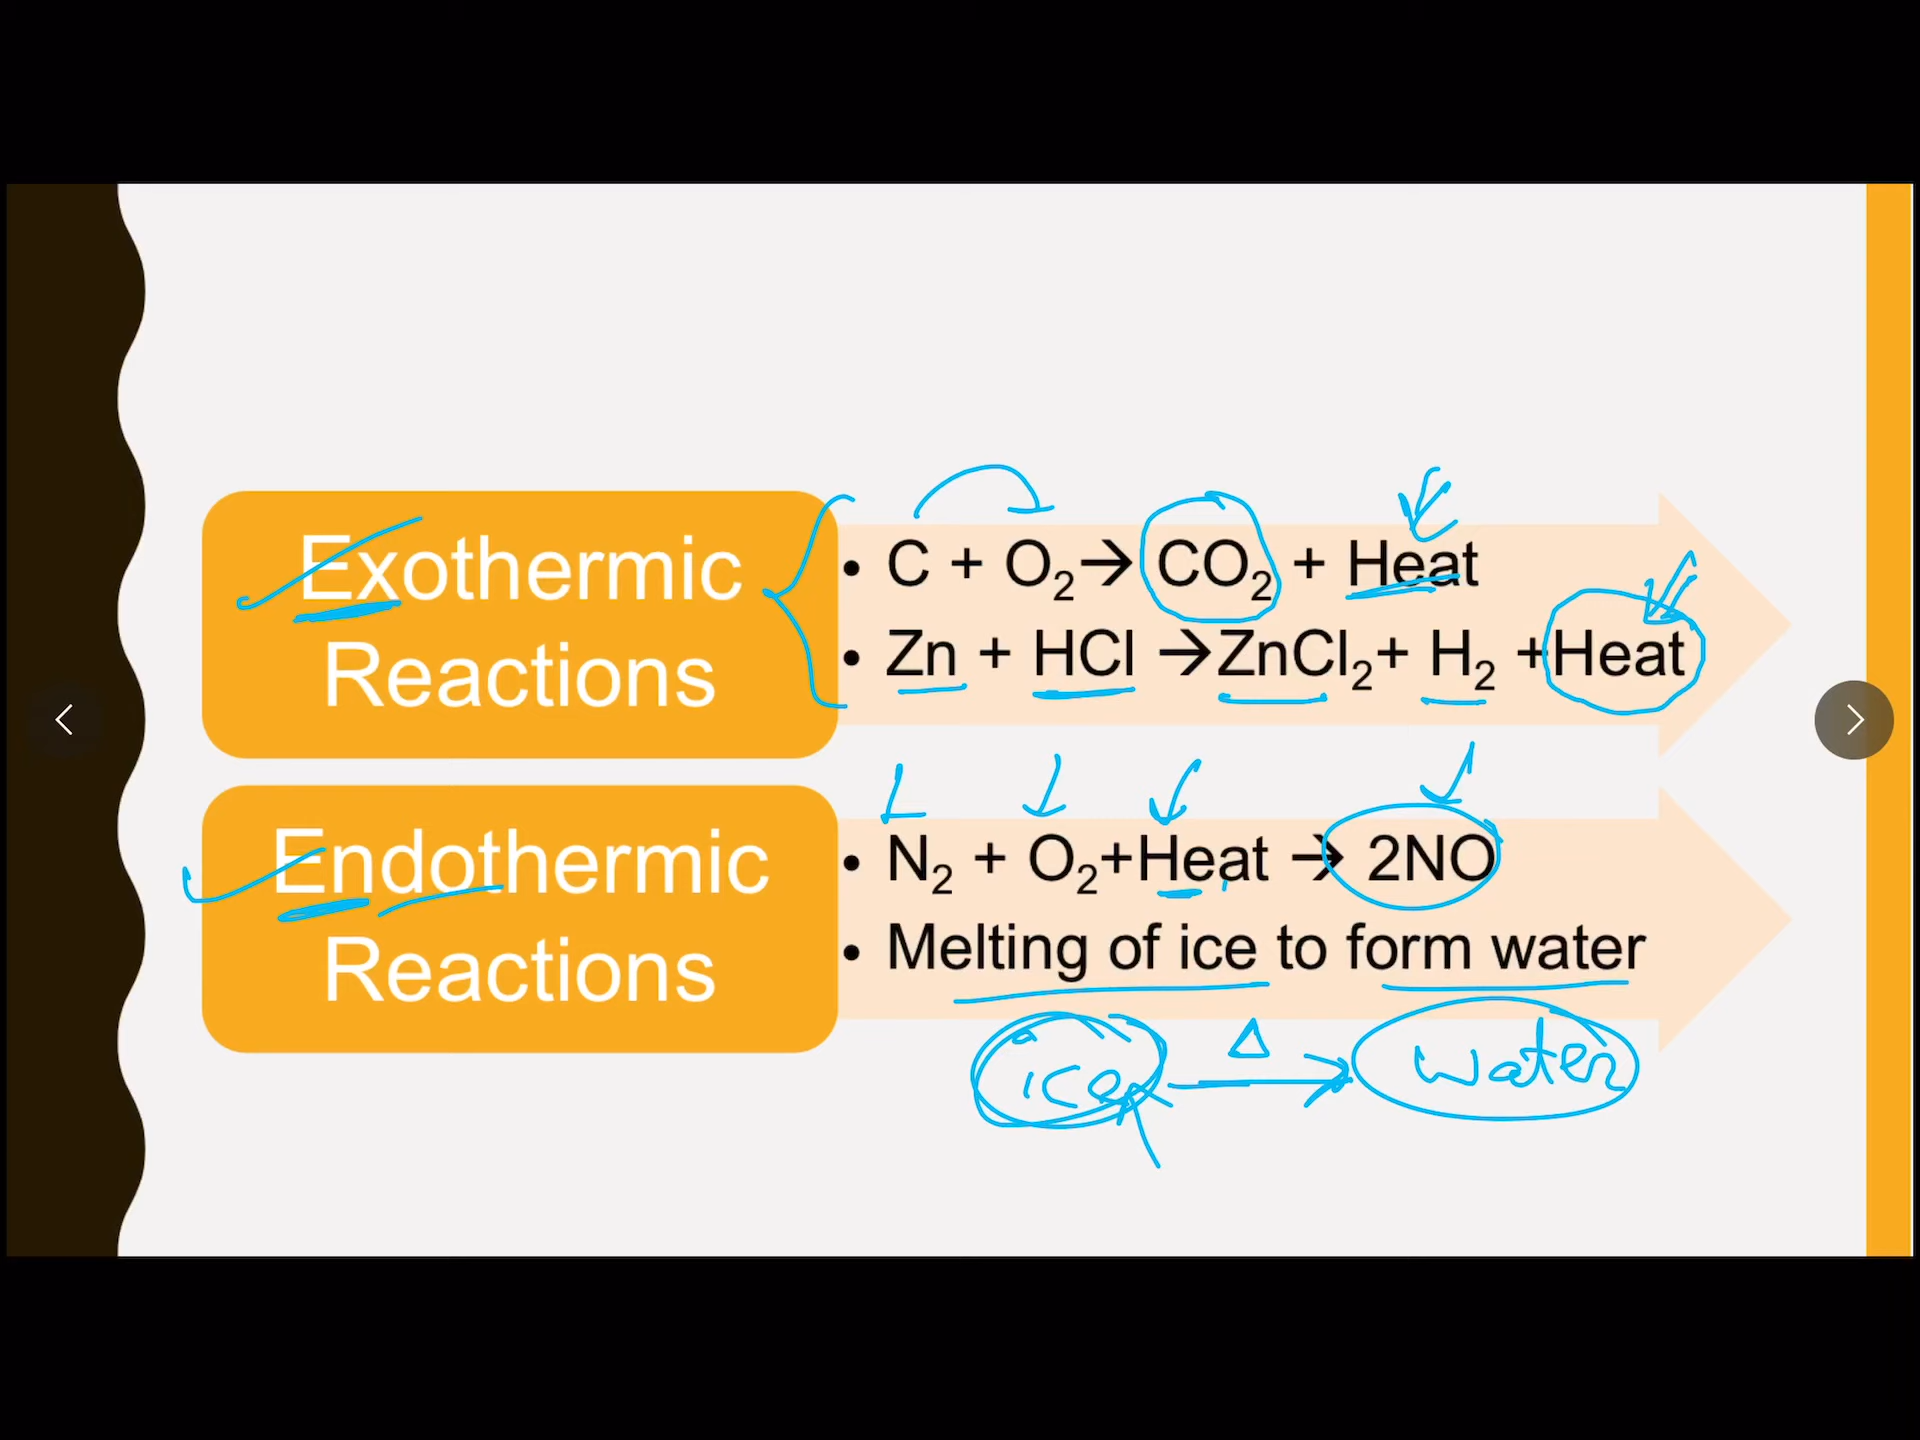 Exothermic
Reactions
• C + O₂→ CO₂ + Heat
• Zn + HCl →ZnCl₂+ H₂ +Heat
Endothermic
Reactions
• N₂ + O₂+Heat → 2NO
• Melting of ice to form water
ice Δ → water